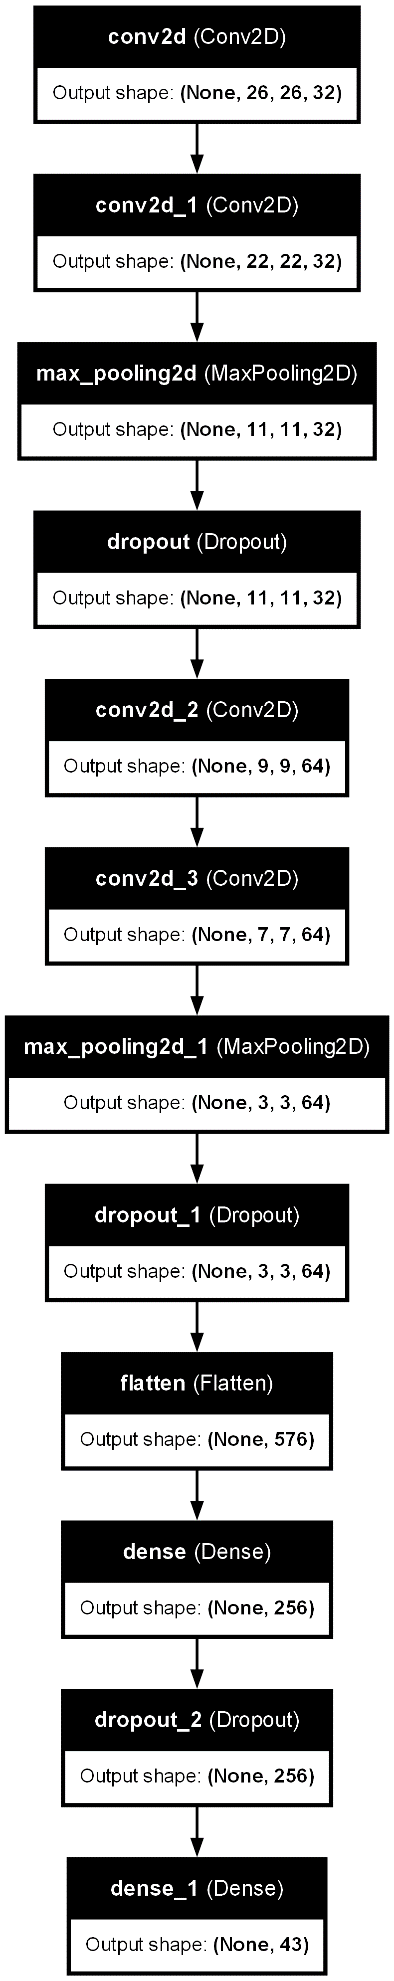 conv2d (Conv2D)
Output shape: (None, 26, 26, 32)
conv2d_1 (Conv2D)
Output shape: (None, 22, 22, 32)
max_pooling2d (MaxPooling2D)
Output shape: (None, 11, 11, 32)
dropout (Dropout)
Output shape: (None, 11, 11, 32)
conv2d_2 (Conv2D)
Output shape: (None, 9, 9, 64)
conv2d_3 (Conv2D)
Output shape: (None, 7, 7, 64)
max_pooling2d_1 (MaxPooling2D)
Output shape: (None, 3, 3, 64)
dropout_1 (Dropout)
Output shape: (None, 3, 3, 64)
flatten (Flatten)
Output shape: (None, 576)
dense (Dense)
Output shape: (None, 256)
dropout_2 (Dropout)
Output shape: (None, 256)
dense_1 (Dense)
Output shape: (None, 43)